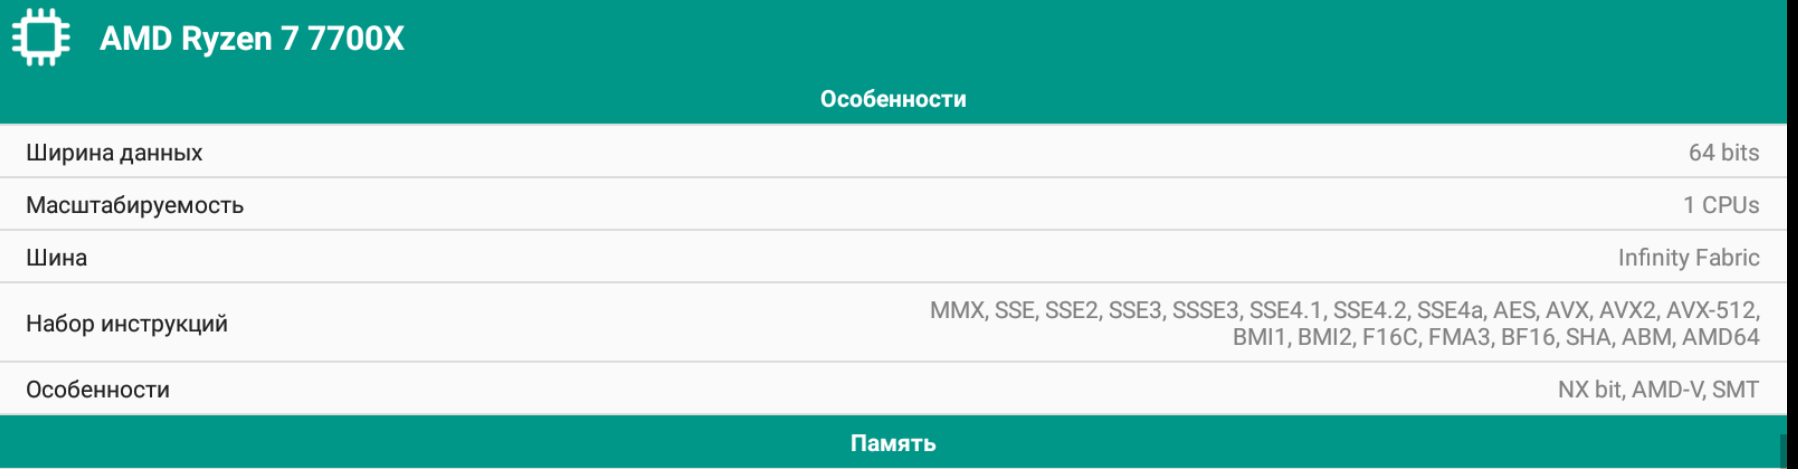 AMD Ryzen 7 7700X
Особенности
Ширина данных 64 bits
Масштабируемость 1 CPUs
Шина Infinity Fabric
Набор инструкций MMX, SSE, SSE2, SSE3, SSSE3, SSE4.1, SSE4.2, SSE4a, AES, AVX, AVX2, AVX-512,
BMI1, BMI2, F16C, FMA3, BF16, SHA, ABM, AMD64
Особенности NX bit, AMD-V, SMT
Память